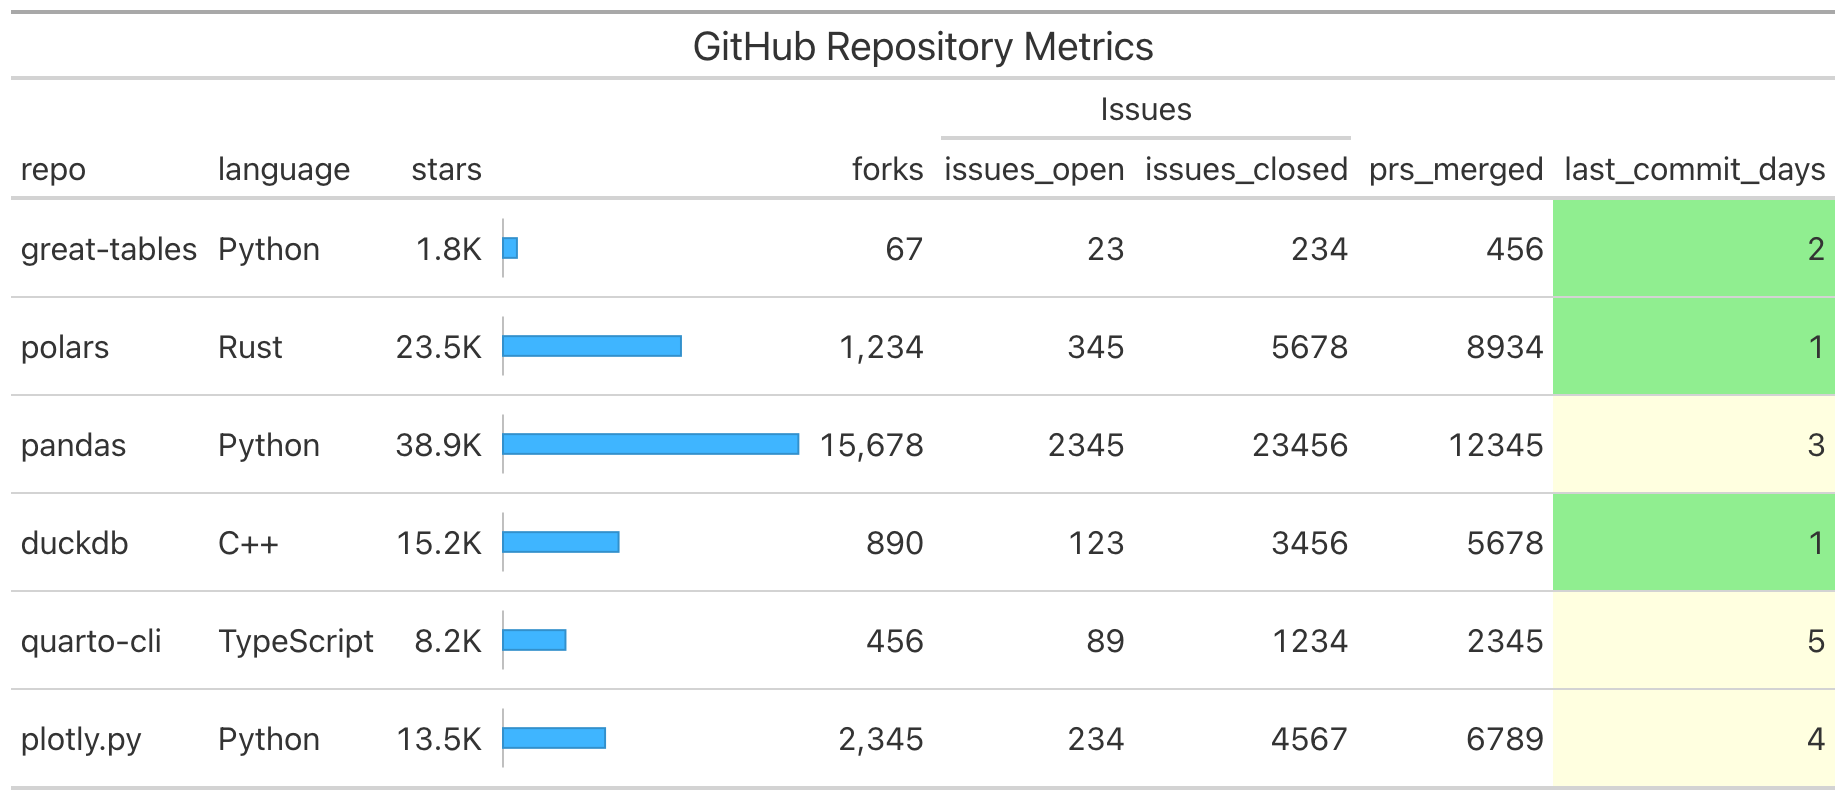 GitHub Repository Metrics
Issues
repo language stars forks issues_open issues_closed prs_merged last_commit_days
great-tables Python 1.8K 67 23 234 456 2
polars Rust 23.5K 1,234 345 5678 8934 1
pandas Python 38.9K 15,678 2345 23456 12345 3
duckdb C++ 15.2K 890 123 3456 5678 1
quarto-cli TypeScript 8.2K 456 89 1234 2345 5
plotly.py Python 13.5K 2,345 234 4567 6789 4